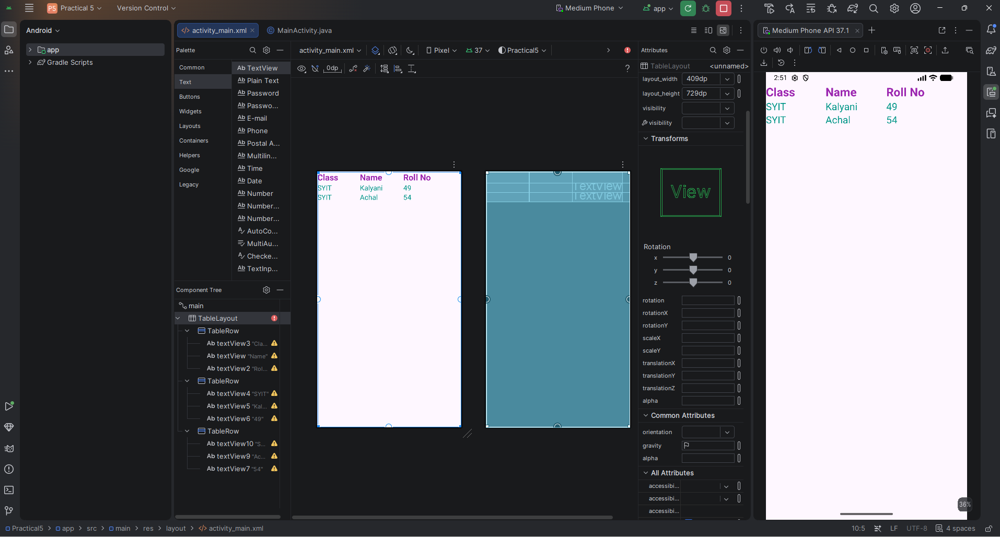 P5 Practical 5 Version Control Medium Phone app
Android
app
Gradle Scripts
activity_main.xml MainActivity.java
Palette
Common
Text
Buttons
Widgets
Layouts
Containers
Helpers
Google
Legacy
Ab TextView
Ab Plain Text
Ab Password
Ab Passwo...
Ab E-mail
Ab Phone
Ab Postal A...
Ab Multilin...
Ab Time
Ab Date
Ab Number
Ab Number...
Ab Number...
AutoCo...
MultiAu...
Checke...
Ab TextInp...
Component Tree
main
TableLayout
TableRow
Ab textView3 "Cla...
Ab textView "Name"
Ab textView2 "Rol...
TableRow
Ab textView4 "SYIT"
Ab textView5 "Kal...
Ab textView6 "49"
TableRow
Ab textView10 "S...
Ab textView9 "Ac...
Ab textView7 "54"
activity_main.xml Pixel 37 Practical5
0dp ?
Class Name Roll No
SYIT Kalyani 49
SYIT Achal 54
TextView
TextView
Attributes
TableLayout <unnamed>
layout_width 409dp
layout_height 729dp
visibility
visibility
Transforms
View
Rotation
x 0
y 0
z 0
rotation
rotationX
rotationY
scaleX
scaleY
translationX
translationY
translationZ
alpha
Common Attributes
orientation
gravity
alpha
All Attributes
accessibi...
accessibi...
accessibi...
Medium Phone API 37.1
2:51
Class Name Roll No
SYIT Kalyani 49
SYIT Achal 54
36%
Practical5 > app > src > main > res > layout > activity_main.xml
10:5 LF UTF-8 4 spaces